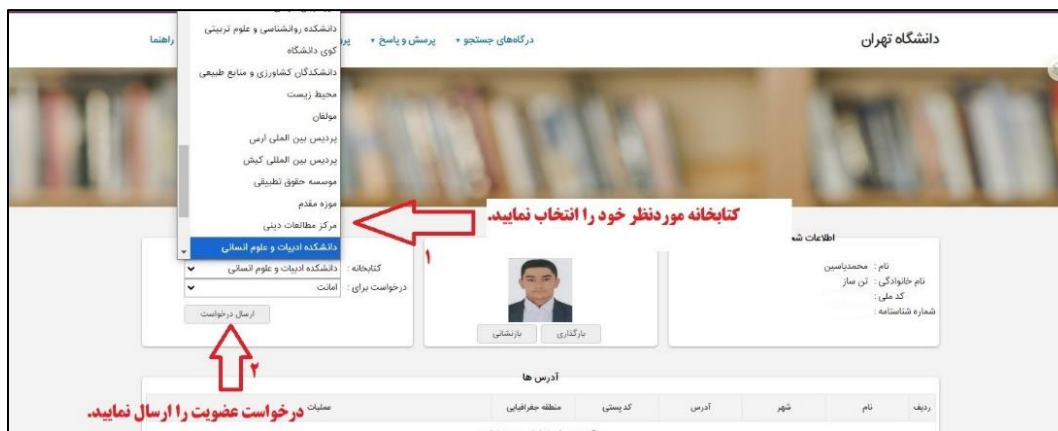 دانشگاه تهران
درگاه‌های جستجو
پرسش و پاسخ
راهنما
دانشکده روانشناسی و علوم تربیتی
کوی دانشگاه
دانشکدگان کشاورزی و منابع طبیعی
محیط زیست
مولفان
پردیس بین الملی ارس
پردیس بین المللی کیش
موسسه حقوق تطبیقی
موزه مقدم
مرکز مطالعات دینی
دانشکده ادبیات و علوم انسانی
کتابخانه موردنظر خود را انتخاب نمایید.
۱
اطلاعات
نام : محمدیاسین
نام خانوادگی : تن ساز
کد ملی :
شماره شناسنامه :
بارگذاری
بازنشانی
کتابخانه : دانشکده ادبیات و علوم انسانی
درخواست برای : امانت
ارسال درخواست
۲
درخواست عضویت را ارسال نمایید.
آدرس ها
ردیف نام شهر آدرس کدپستی منطقه جغرافیایی عملیات